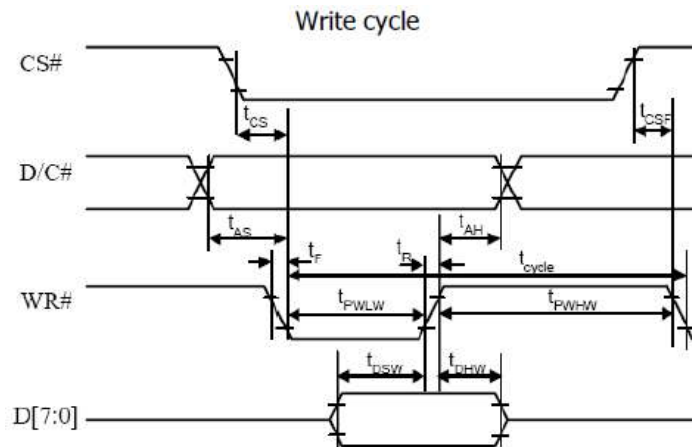 Write cycle
CS#
tCS
tCSF
D/C#
tAS
tAH
tF
tR
tcycle
WR#
tPWLW
tPWHW
tDSW
tDHW
D[7:0]